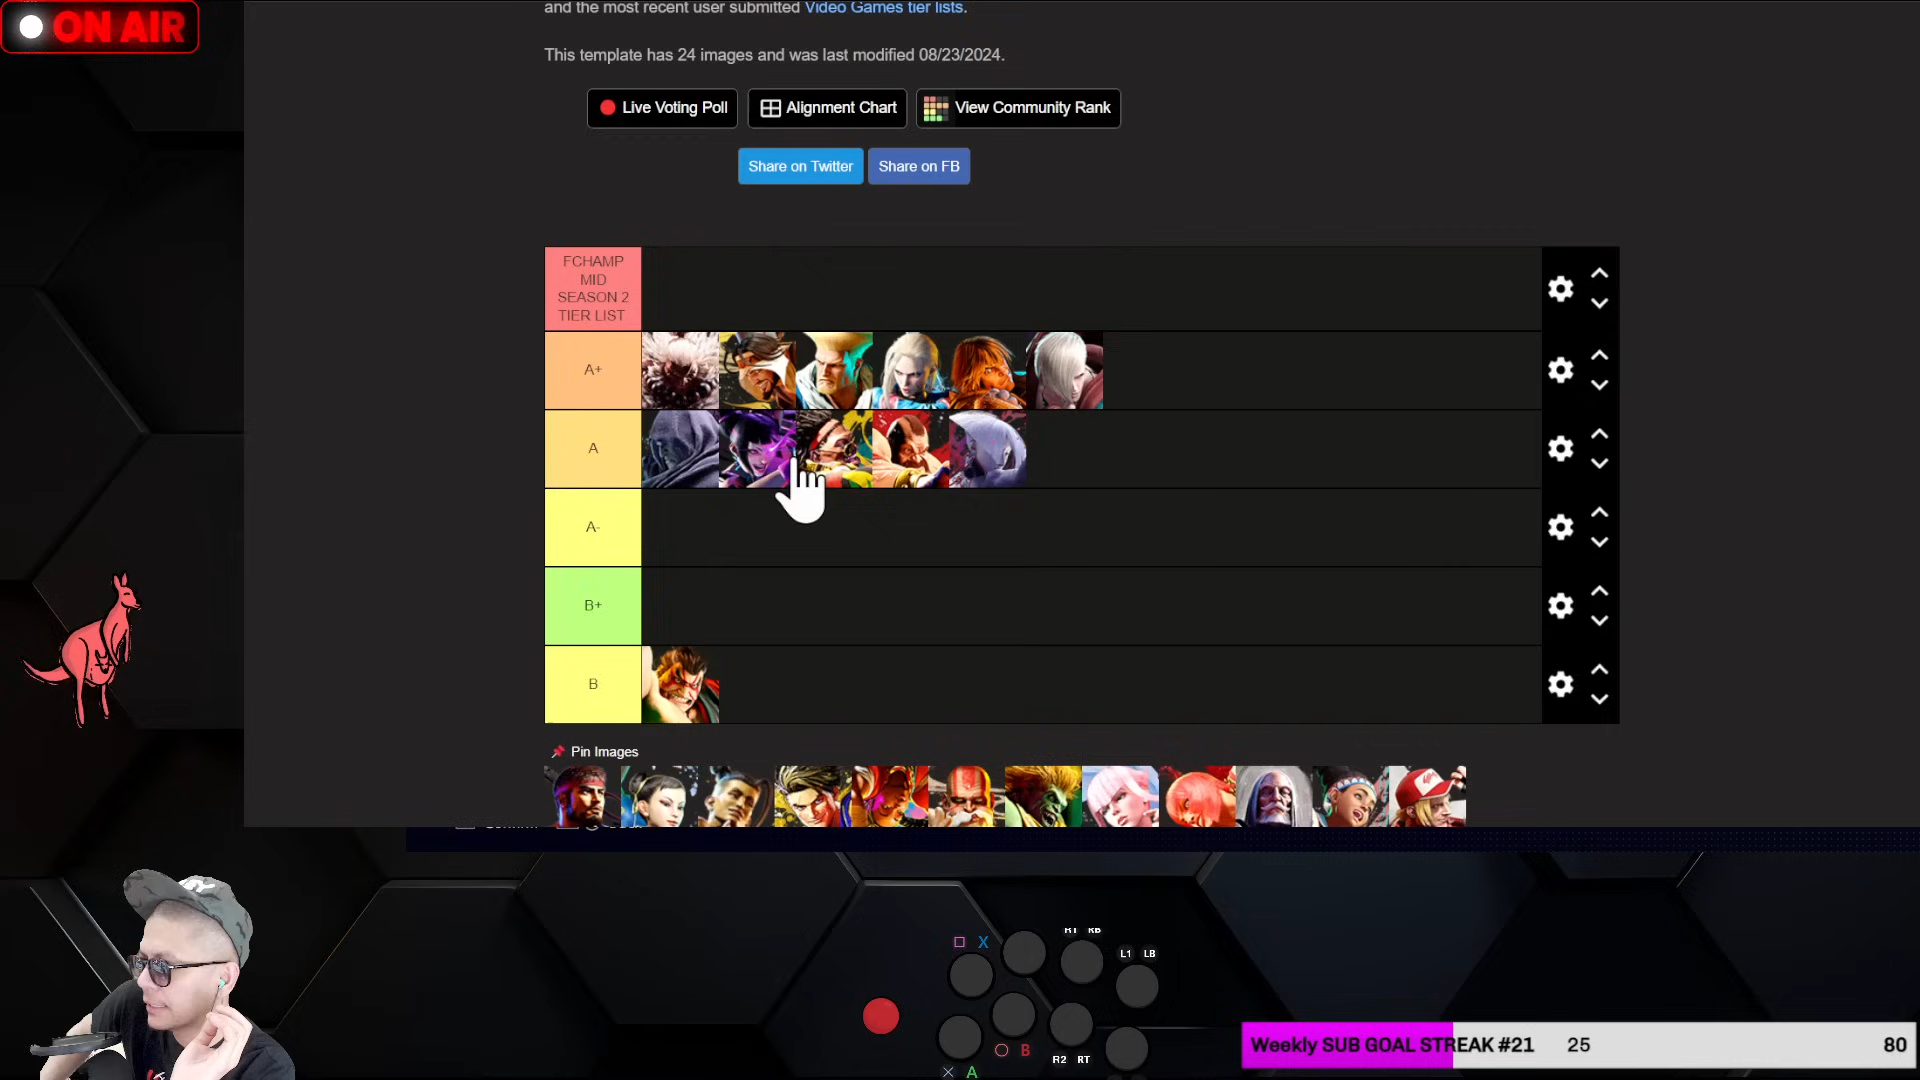 ON AIR
and the most recent user submitted Video Games tier lists.
This template has 24 images and was last modified 08/23/2024.
Live Voting Poll
Alignment Chart
View Community Rank
Share on Twitter
Share on FB
FCHAMP
MID
SEASON 2
TIER LIST
A+
A
A-
B+
B
Pin Images
R1 RB
L1 LB
X
B
R2 RT
A
Weekly SUB GOAL STREAK #21 25 80